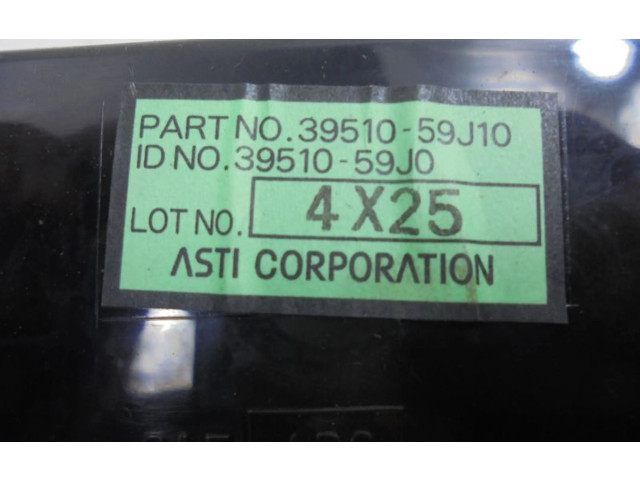 PART NO.39510-59J10
ID NO.39510-59J0
LOT NO. 4X25
ASTI CORPORATION